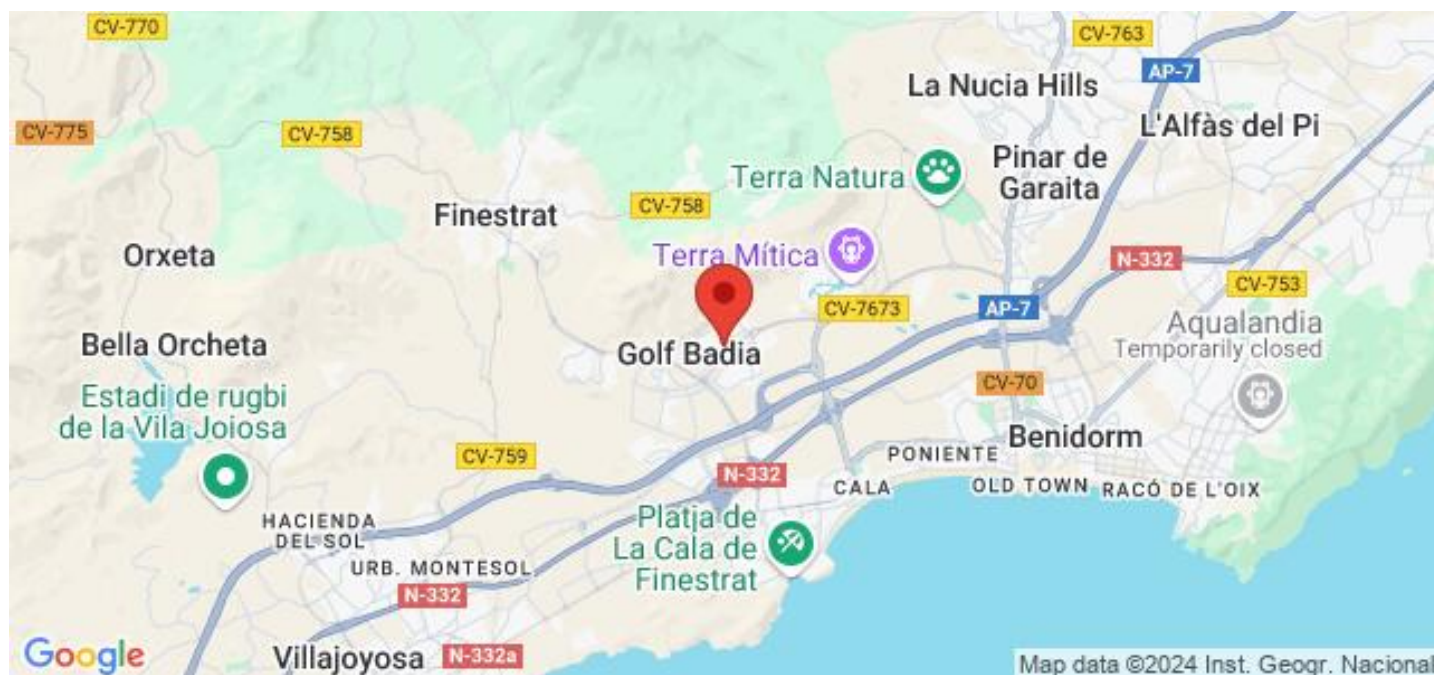 CV-770
CV-763
AP-7
La Nucia Hills
CV-775
CV-758
L'Alfàs del Pi
Pinar de
Garaita
Terra Natura
CV-758
Finestrat
Orxeta
Terra Mítica
N-332
CV-753
CV-7673
AP-7
Aqualandia
Temporarily closed
Bella Orcheta
Golf Badia
Estadi de rugbi
de la Vila Joiosa
CV-70
Benidorm
CV-759
PONIENTE
N-332
CALA
OLD TOWN
RACÓ DE L'OIX
HACIENDA
DEL SOL
Platja de
La Cala de
Finestrat
URB. MONTESOL
N-332
Google
Villajoyosa
N-332a
Map data ©2024 Inst. Geogr. Nacional